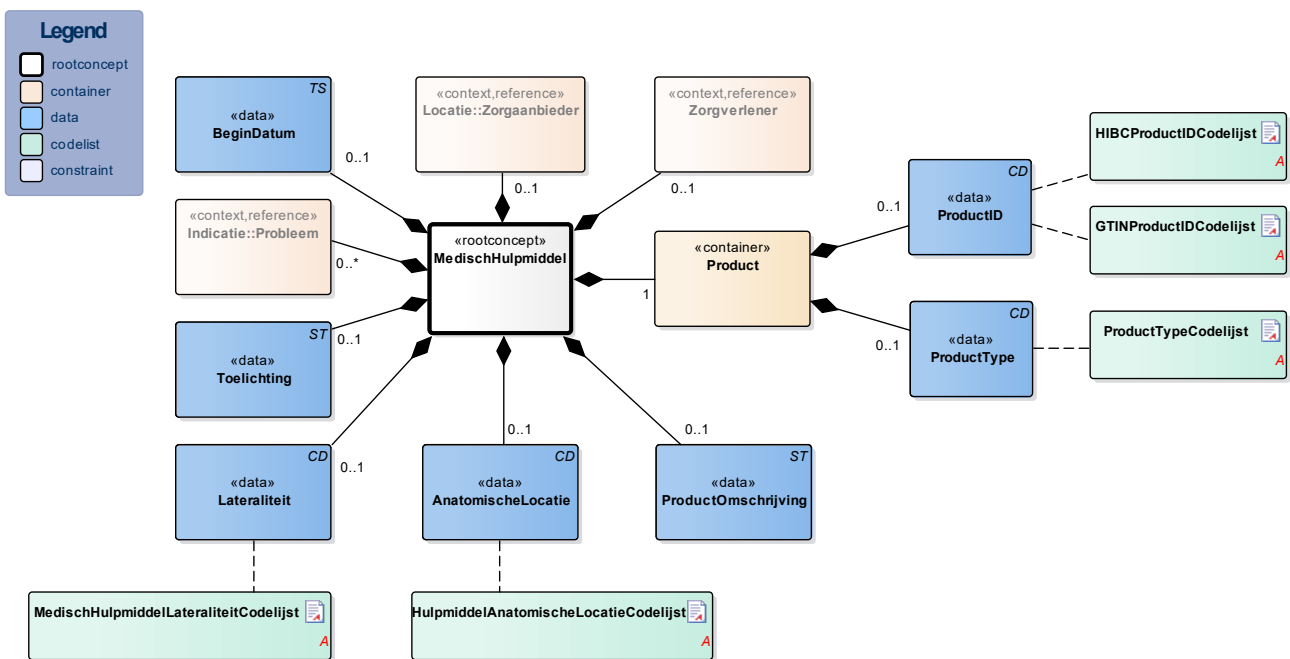 Legend
rootconcept
container
data
codelist
constraint
TS
«data»
BeginDatum
0..1
«context,reference»
Locatie::Zorgaanbieder
0..1
«context,reference»
Zorgverlener
0..1
HIBCProductIDCodelijst
A
CD
«data»
ProductID
0..1
GTINProductIDCodelijst
A
«context,reference»
Indicatie::Probleem
0..*
«rootconcept»
MedischHulpmiddel
«container»
Product
1
CD
«data»
ProductType
0..1
ProductTypeCodelijst
A
ST
«data»
Toelichting
0..1
CD
«data»
Lateraliteit
0..1
CD
«data»
AnatomischeLocatie
0..1
ST
«data»
ProductOmschrijving
0..1
MedischHulpmiddelLateraliteitCodelijst
A
HulpmiddelAnatomischeLocatieCodelijst
A